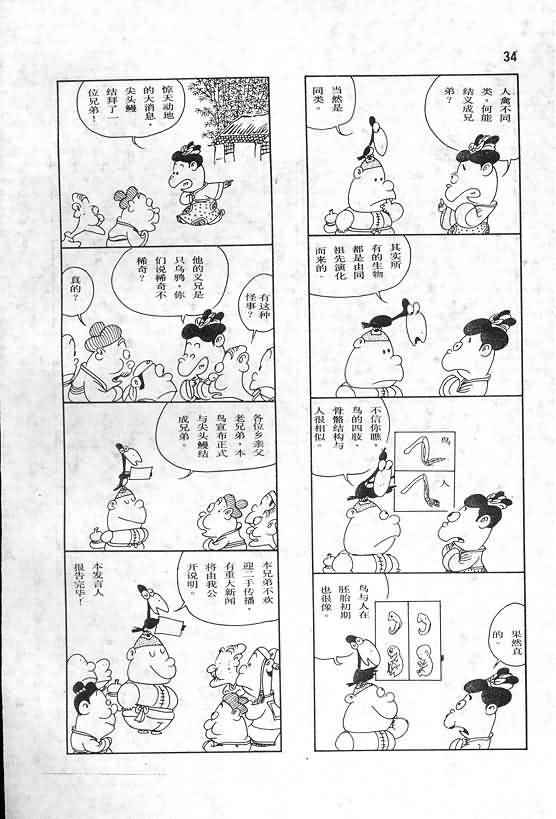 34
人禽不同
类，何能
结义成兄
弟？
当然是
同类。
其实所
有的生物
都是由同
祖先演化
而来的。
不信你瞧，
鸟的四肢
骨骼结构与
人很相似。
鸟
人
鸟与人在
胚胎初期
也很像。
果然真
的。
惊天动地
的大消息，
尖头鳗
结拜了一
位兄弟！
有这种
怪事？
他的义兄是
只乌鸦，你
们说稀奇不
稀奇？
真的？
各位乡亲父
老兄弟，本
鸟宣布正式
与尖头鳗结
成兄弟。
本兄弟不欢
迎二手传播，
有重大新闻
将由我公
开说明。
本发言人
报告完毕！